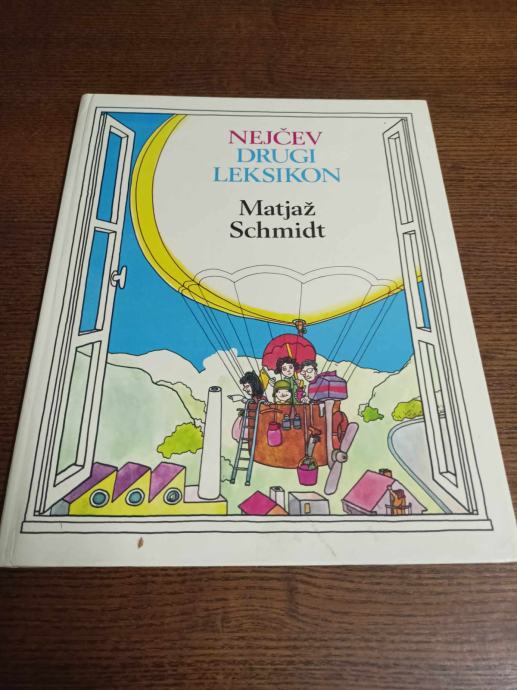 NEJČEV
DRUGI
LEKSIKON
Matjaž
Schmidt